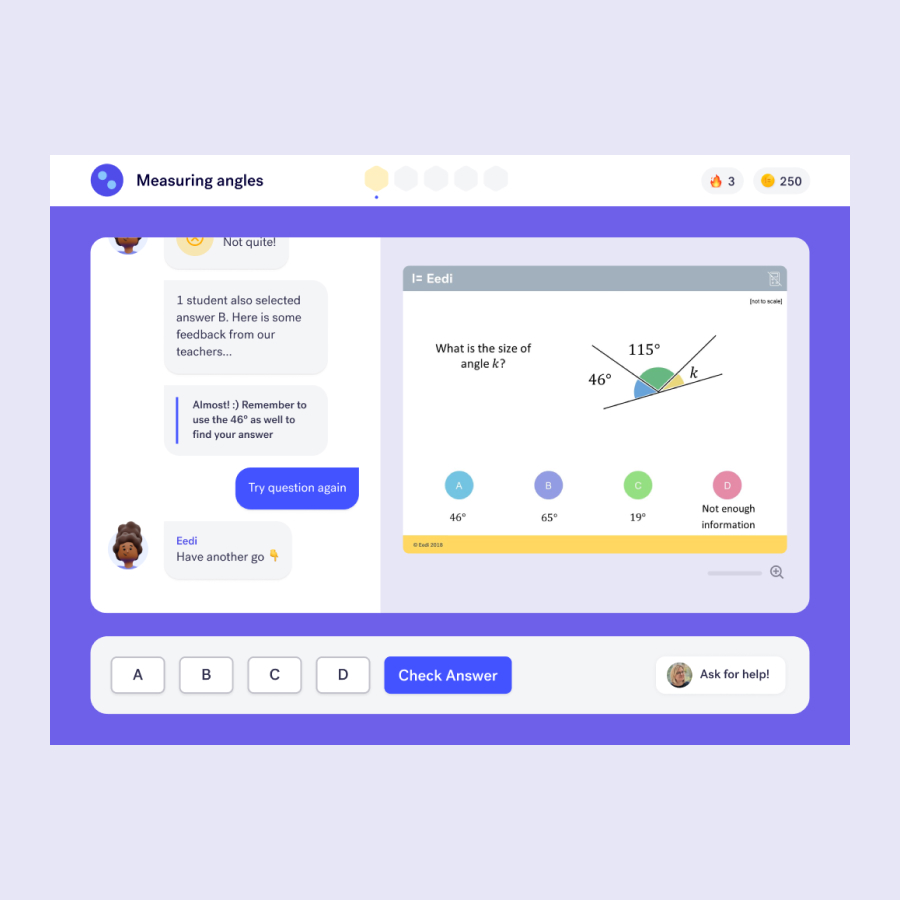 Measuring angles
3
250
Not quite!
1 student also selected
answer B. Here is some
feedback from our
teachers...
Almost! :) Remember to
use the 46° as well to
find your answer
Try question again
Eedi
Have another go 👇
I= Eedi
[not to scale]
What is the size of
angle k?
115°
46°
k
A
B
C
D
46°
65°
19°
Not enough
information
© Eedi 2018
A
B
C
D
Check Answer
Ask for help!